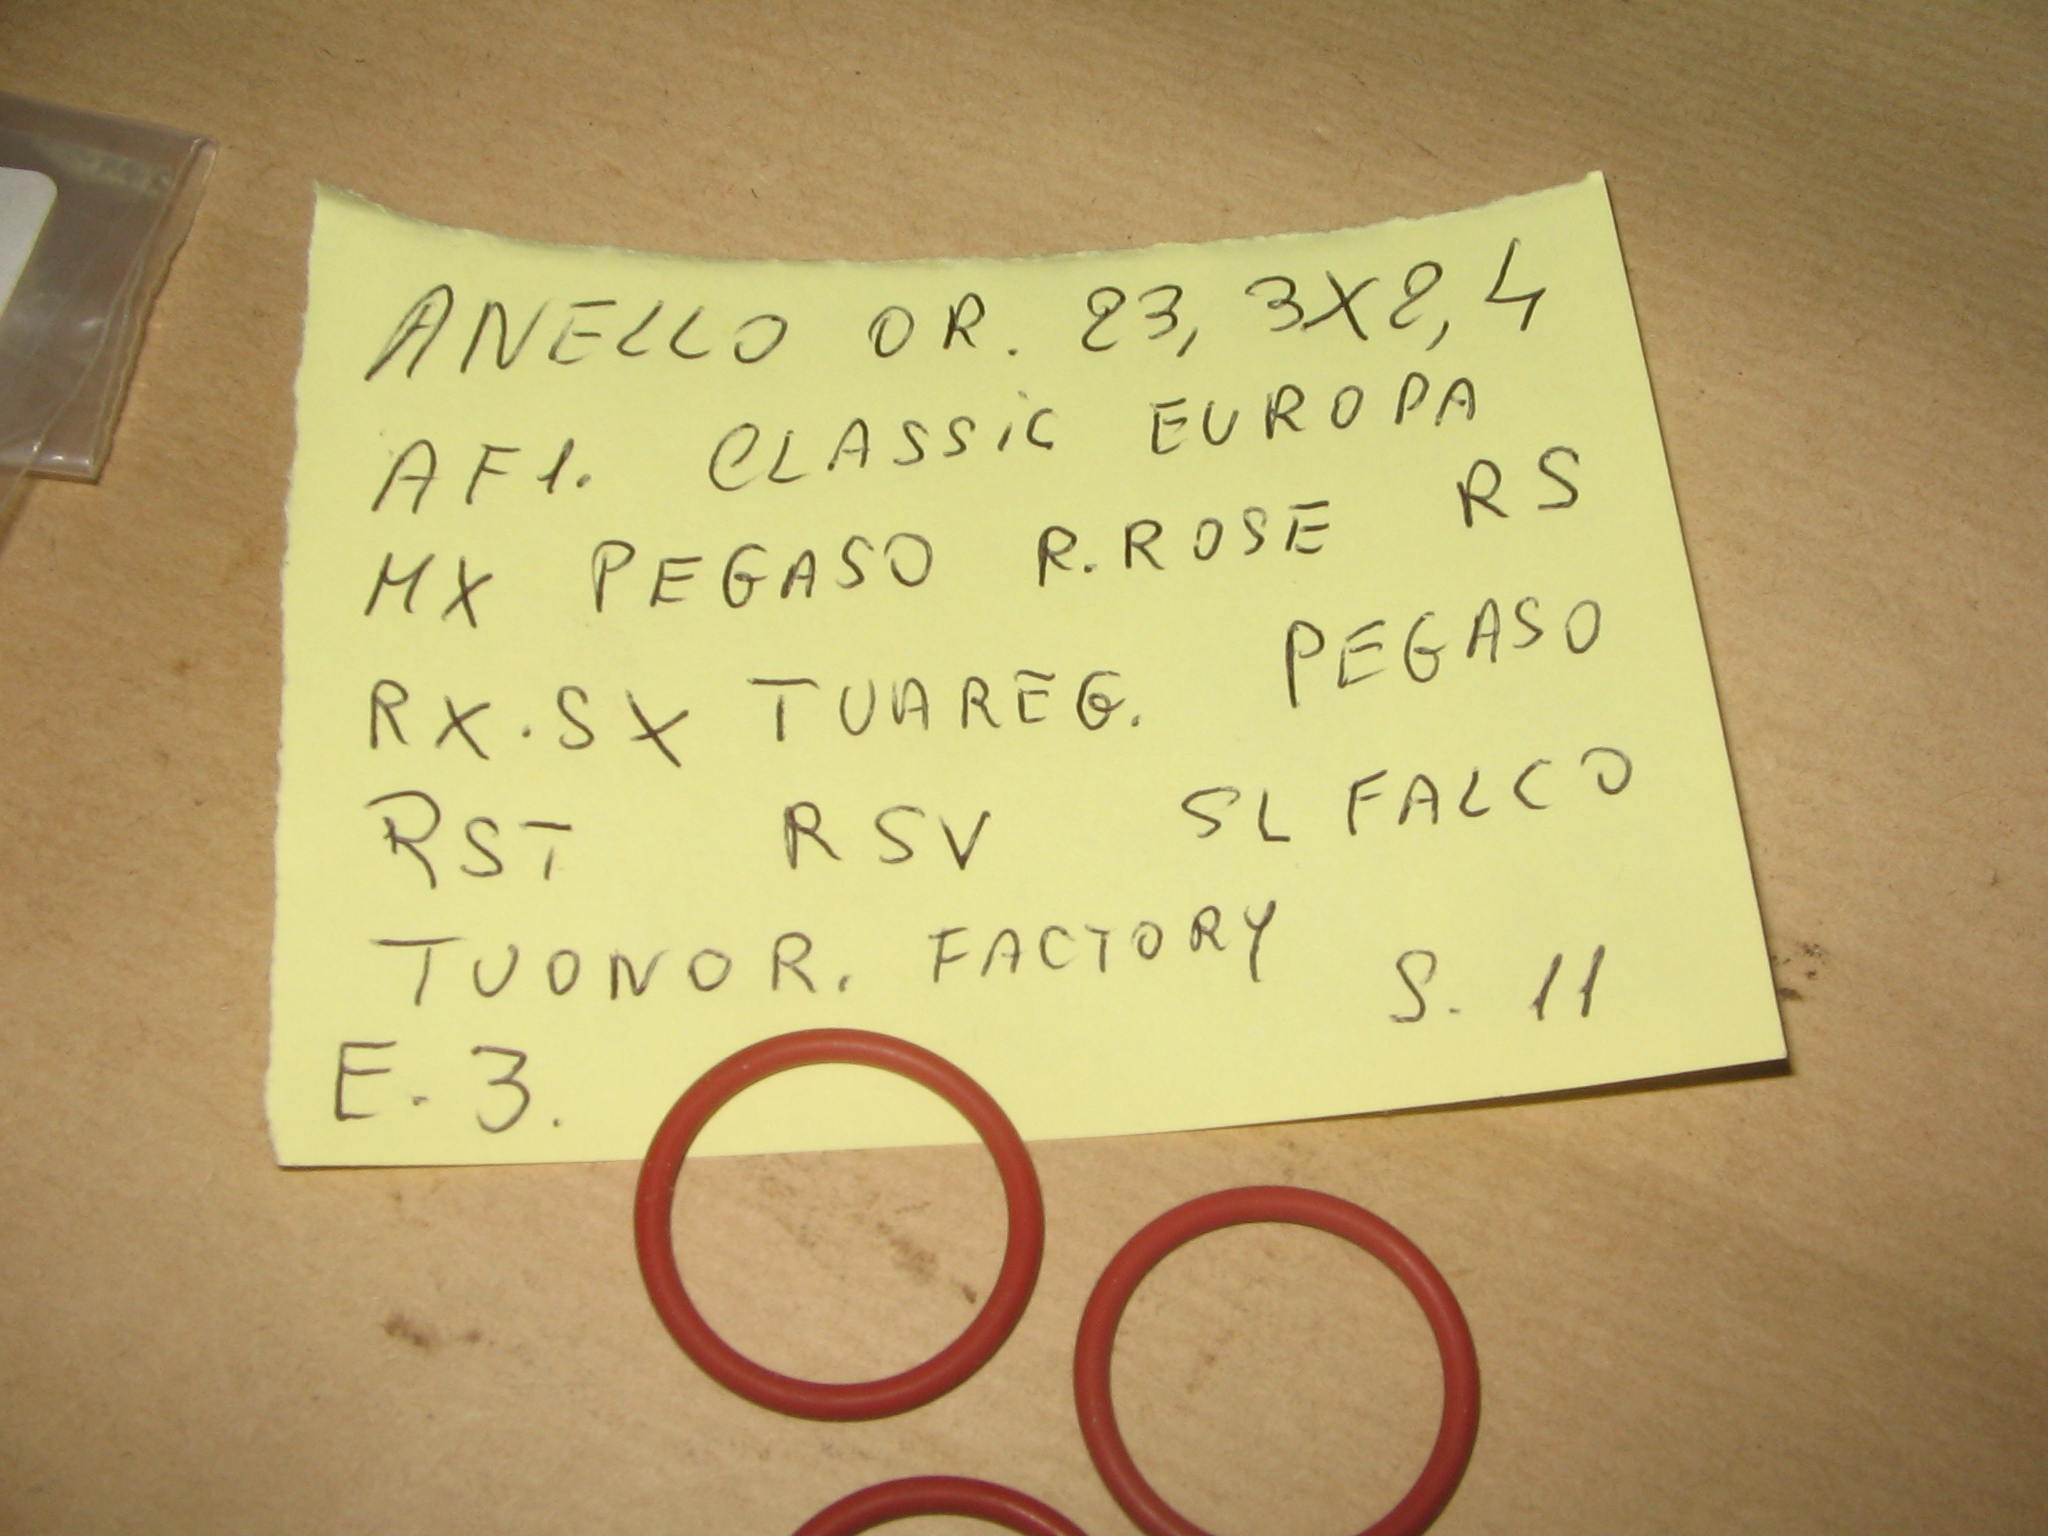 ANELLO OR. 23,3X2,4
AF1. CLASSiC EUROPA
MX PEGASO R.ROSE RS
RX.SX TUAREG. PEGASO
RST RSV SL FALCO
TUONO R. FACTORY S. 11
E. 3.